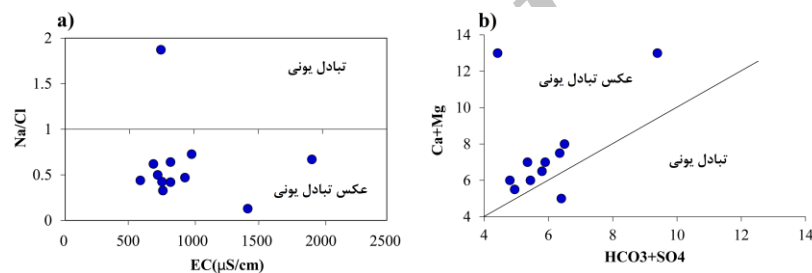 a)
2
1.5
1
0.5
0
Na/Cl
تبادل یونی
عکس تبادل یونی
0 500 1000 1500 2000 2500
EC(µS/cm)
b)
14
12
10
8
6
4
Ca+Mg
عکس تبادل یونی
تبادل یونی
4 6 8 10 12 14
HCO3+SO4